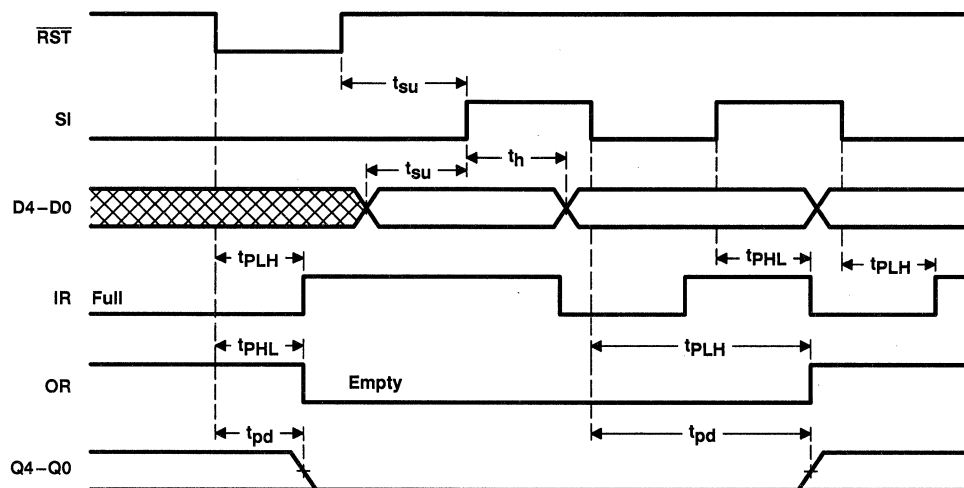 RST
tsu
SI
tsu
th
D4–D0
tPLH
tPHL
tPLH
IR
Full
tPHL
tPLH
OR
Empty
tpd
tpd
Q4–Q0